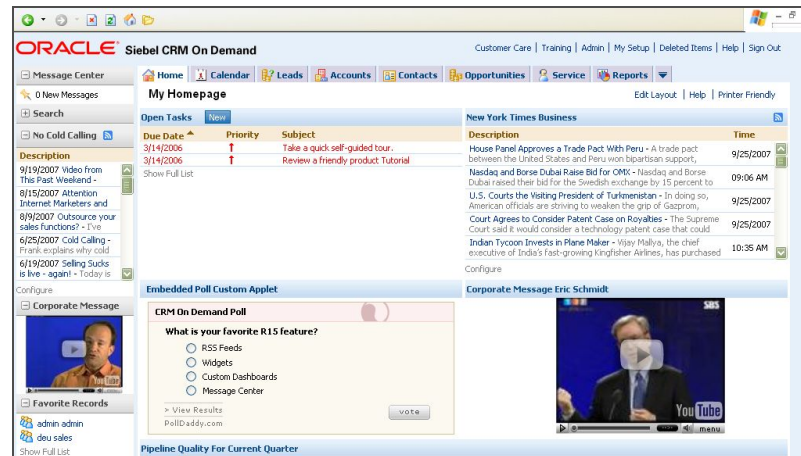 ORACLE Siebel CRM On Demand
Customer Care | Training | Admin | My Setup | Deleted Items | Help | Sign Out
Message Center
0 New Messages
Search
No Cold Calling
Description
9/19/2007 Video from
This Past Weekend -
8/15/2007 Attention
Internet Marketers and
8/9/2007 Outsource your
sales functions? - I've
6/25/2007 Cold Calling -
Frank explains why cold
6/19/2007 Selling Sucks
is live - again! - Today is
Configure
Corporate Message
YouTube
Favorite Records
admin admin
deu sales
Show Full List
Home Calendar Leads Accounts Contacts Opportunities Service Reports
My Homepage
Edit Layout | Help | Printer Friendly
Open Tasks New
Due Date Priority Subject
3/14/2006 Take a quick self-guided tour.
3/14/2006 Review a friendly product Tutorial
Show Full List
New York Times Business
Description Time
House Panel Approves a Trade Pact With Peru - A trade pact
between the United States and Peru won bipartisan support,
9/25/2007
Nasdaq and Borse Dubai Raise Bid for OMX - Nasdaq and Borse
Dubai raised their bid for the Swedish exchange by 15 percent to
09:06 AM
U.S. Courts the Visiting President of Turkmenistan - In doing so,
American officials are striving to weaken the grip of Gazprom,
9/25/2007
Court Agrees to Consider Patent Case on Royalties - The Supreme
Court said it would consider a technology patent case that could
9/25/2007
Indian Tycoon Invests in Plane Maker - Vijay Mallya, the chief
executive of India's fast-growing Kingfisher Airlines, has purchased
10:35 AM
Configure
Embedded Poll Custom Applet
CRM On Demand Poll
What is your favorite R15 feature?
RSS Feeds
Widgets
Custom Dashboards
Message Center
> View Results
PollDaddy.com
vote
Corporate Message Eric Schmidt
SBS
YouTube
menu
Pipeline Quality For Current Quarter